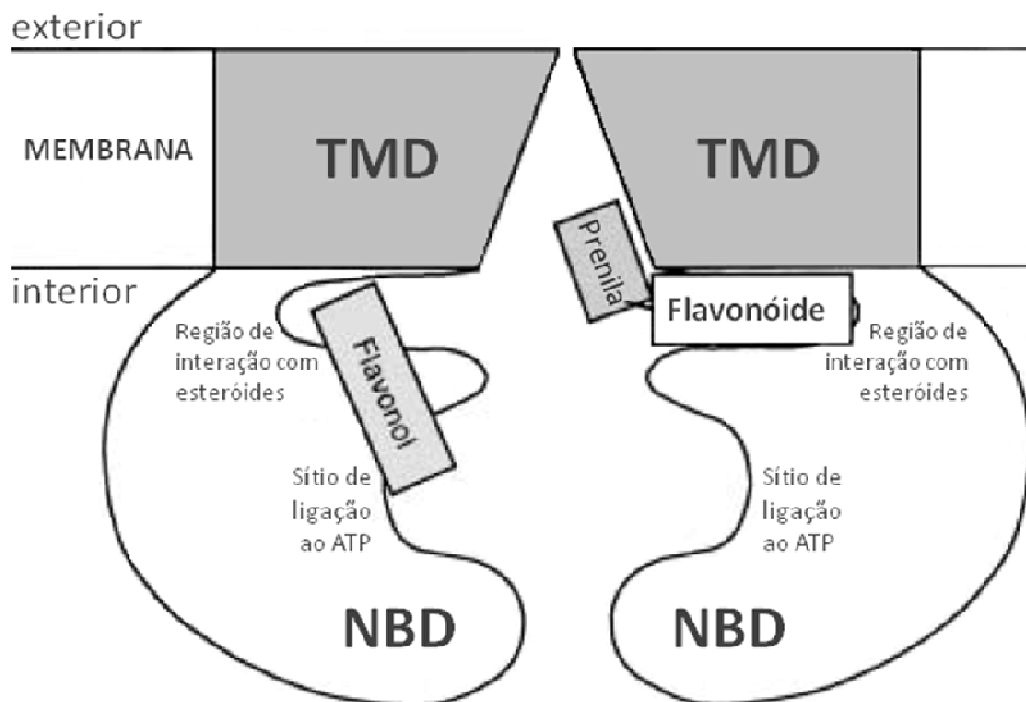 exterior
MEMBRANA
TMD
TMD
Prenila
interior
Flavonóide
Região de
interação com
esteróides
Flavonol
Região de
interação com
esteróides
Sítio de
ligação
ao ATP
Sítio de
ligação
ao ATP
NBD
NBD